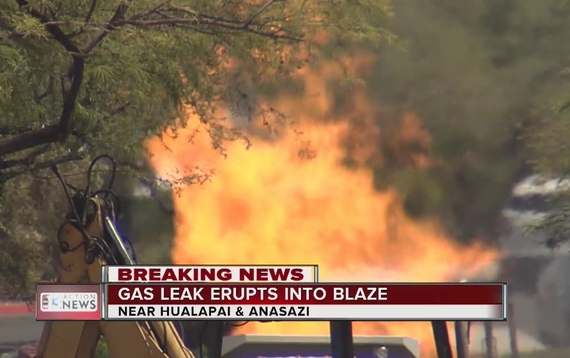 BREAKING NEWS
GAS LEAK ERUPTS INTO BLAZE
ACTION
NEWS
NEAR HUALAPAI & ANASAZI